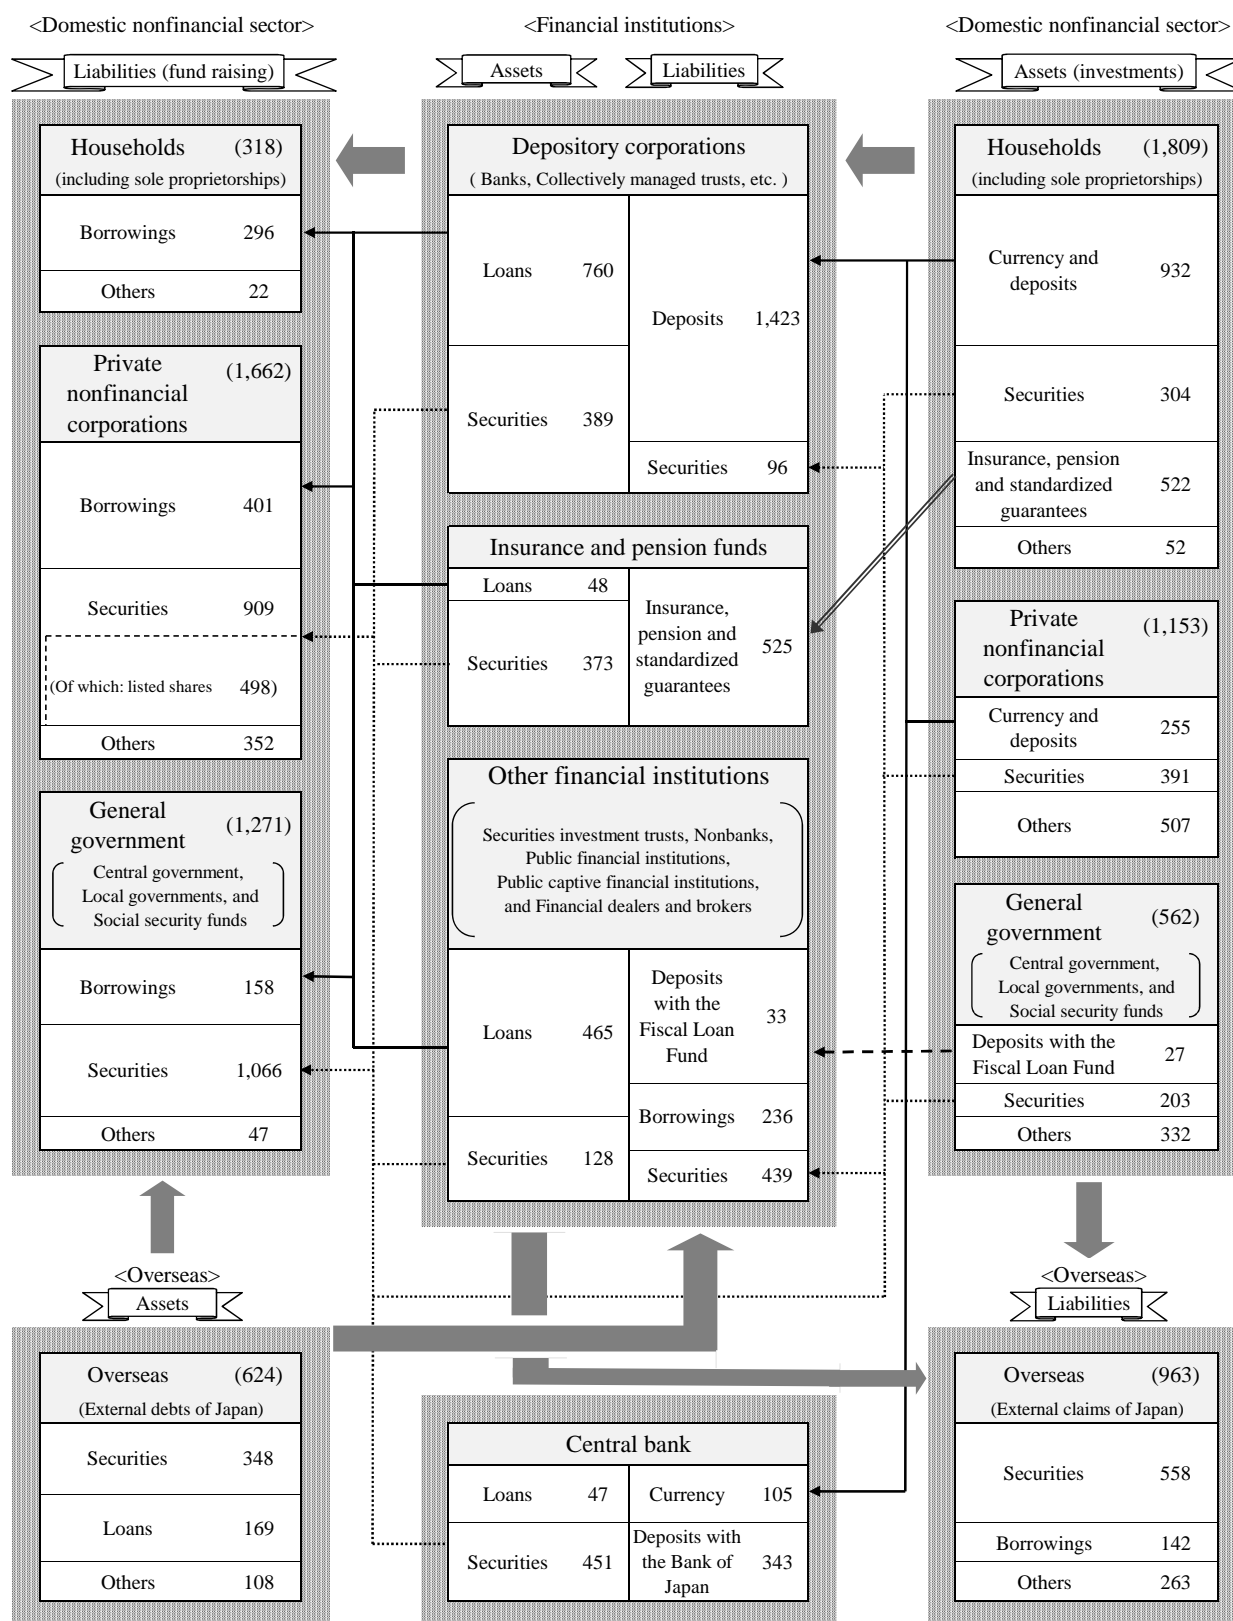 <Domestic nonfinancial sector>
<Financial institutions>
<Domestic nonfinancial sector>
Liabilities (fund raising)
Assets
Liabilities
Assets (investments)
Households (318)
(including sole proprietorships)
Borrowings 296
Others 22
Private
nonfinancial
corporations
(1,662)
Borrowings 401
Securities 909
(Of which: listed shares 498)
Others 352
General
government
(1,271)
Central government,
Local governments, and
Social security funds
Borrowings 158
Securities 1,066
Others 47
<Overseas>
Assets
Overseas (624)
(External debts of Japan)
Securities 348
Loans 169
Others 108
Depository corporations
( Banks, Collectively managed trusts, etc. )
Loans 760
Securities 389
Deposits 1,423
Securities 96
Insurance and pension funds
Loans 48
Securities 373
Insurance,
pension and
standardized
guarantees
525
Other financial institutions
Securities investment trusts, Nonbanks,
Public financial institutions,
Public captive financial institutions,
and Financial dealers and brokers
Loans 465
Securities 128
Deposits
with the
Fiscal Loan
Fund
33
Borrowings 236
Securities 439
Central bank
Loans 47
Securities 451
Currency 105
Deposits with
the Bank of
Japan
343
Households (1,809)
(including sole proprietorships)
Currency and
deposits
932
Securities 304
Insurance, pension
and standardized
guarantees
522
Others 52
Private
nonfinancial
corporations
(1,153)
Currency and
deposits
255
Securities 391
Others 507
General
government
(562)
Central government,
Local governments, and
Social security funds
Deposits with the
Fiscal Loan Fund
27
Securities 203
Others 332
<Overseas>
Liabilities
Overseas (963)
(External claims of Japan)
Securities 558
Borrowings 142
Others 263